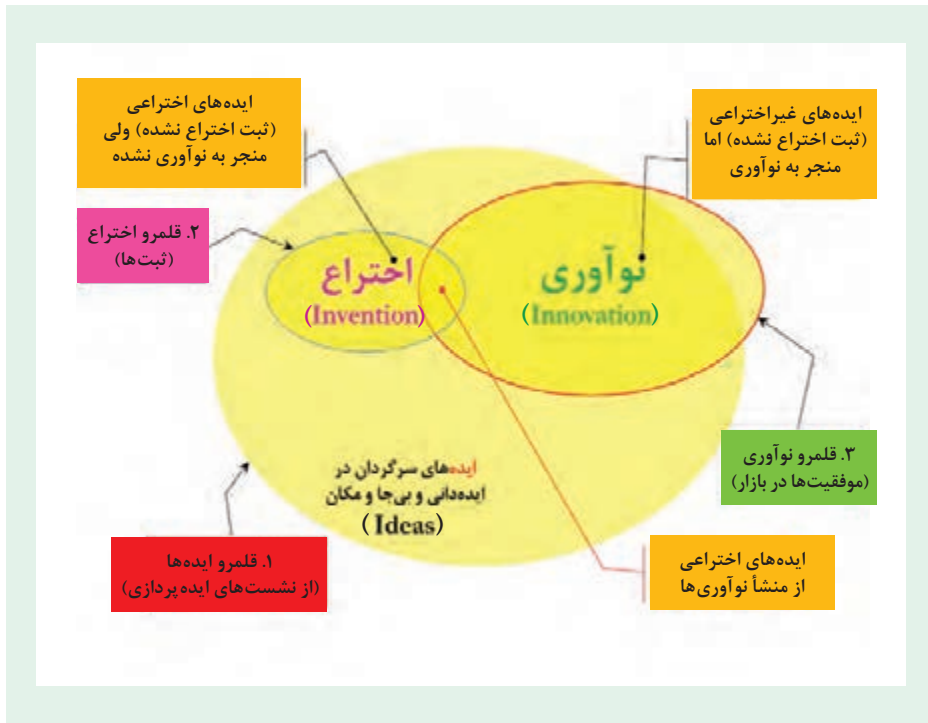 ایده‌های غیراختراعی
(ثبت اختراع نشده) اما
منجر به نوآوری
ایده‌های اختراعی
(ثبت اختراع نشده) ولی
منجر به نوآوری نشده
۲. قلمرو اختراع
(ثبت‌ها)
نوآوری
(Innovation)
اختراع
(Invention)
۳. قلمرو نوآوری
(موفقیت‌ها در بازار)
ایده‌های سرگردان در
ایده‌دانی و بی‌جا و مکان
(Ideas)
ایده‌های اختراعی
از منشأ نوآوری‌ها
۱. قلمرو ایده‌ها
(از نشست‌های ایده‌پردازی)